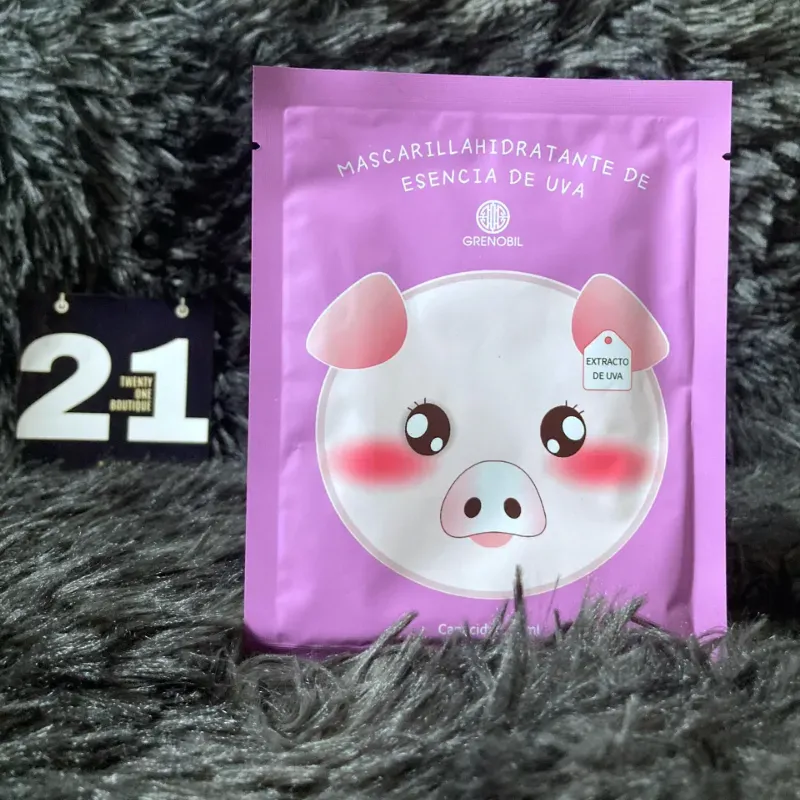 MASCARILLAHIDRATANTE DE
ESENCIA DE UVA
GRENOBIL
EXTRACTO
DE UVA
21
TWENTY
ONE
BOUTIQUE